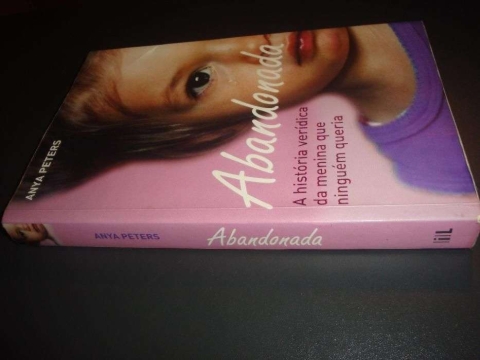 ANYA PETERS
Abandonada
A história verídica
da menina que
ninguém queria
ANYA PETERS
Abandonada